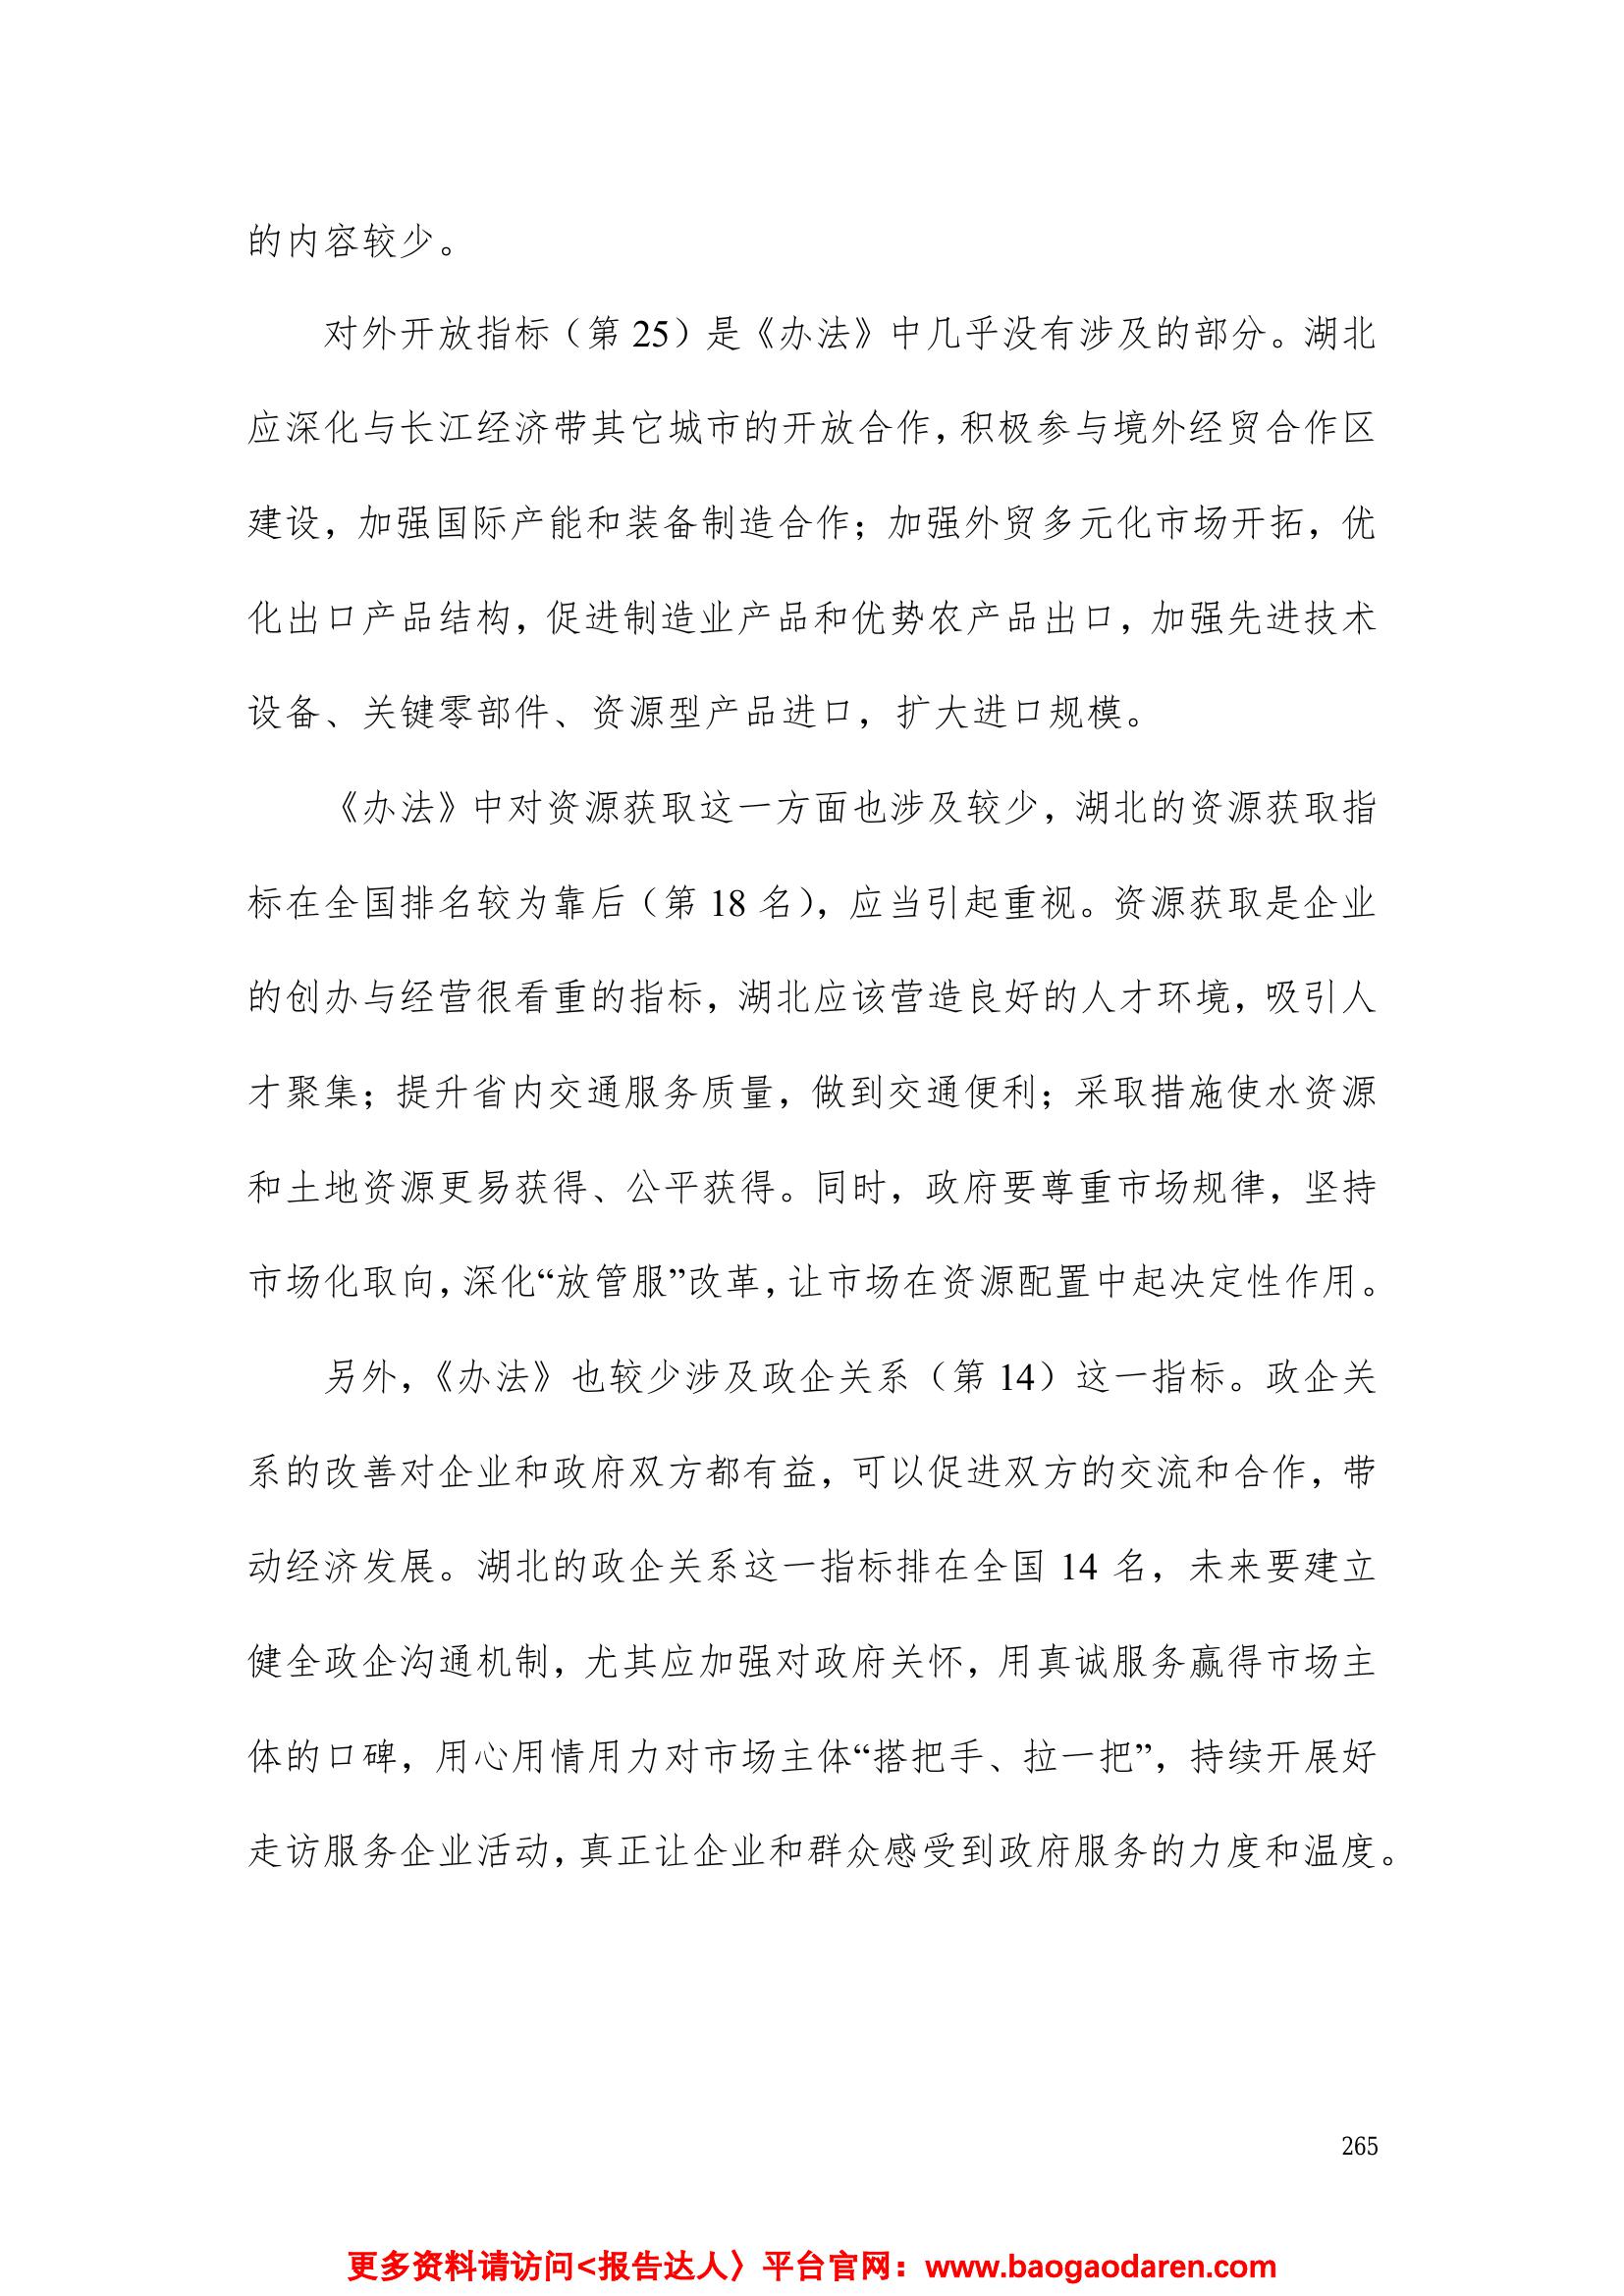 的内容较少。
对外开放指标（第 25）是《办法》中几乎没有涉及的部分。湖北
应深化与长江经济带其它城市的开放合作，积极参与境外经贸合作区
建设，加强国际产能和装备制造合作；加强外贸多元化市场开拓，优
化出口产品结构，促进制造业产品和优势农产品出口，加强先进技术
设备、关键零部件、资源型产品进口，扩大进口规模。
《办法》中对资源获取这一方面也涉及较少，湖北的资源获取指
标在全国排名较为靠后（第 18 名），应当引起重视。资源获取是企业
的创办与经营很看重的指标，湖北应该营造良好的人才环境，吸引人
才聚集；提升省内交通服务质量，做到交通便利；采取措施使水资源
和土地资源更易获得、公平获得。同时，政府要尊重市场规律，坚持
市场化取向，深化“放管服”改革，让市场在资源配置中起决定性作用。
另外，《办法》也较少涉及政企关系（第 14）这一指标。政企关
系的改善对企业和政府双方都有益，可以促进双方的交流和合作，带
动经济发展。湖北的政企关系这一指标排在全国 14 名，未来要建立
健全政企沟通机制，尤其应加强对政府关怀，用真诚服务赢得市场主
体的口碑，用心用情用力对市场主体“搭把手、拉一把”，持续开展好
走访服务企业活动，真正让企业和群众感受到政府服务的力度和温度。
265
更多资料请访问<报告达人〉平台官网：www.baogaodaren.com